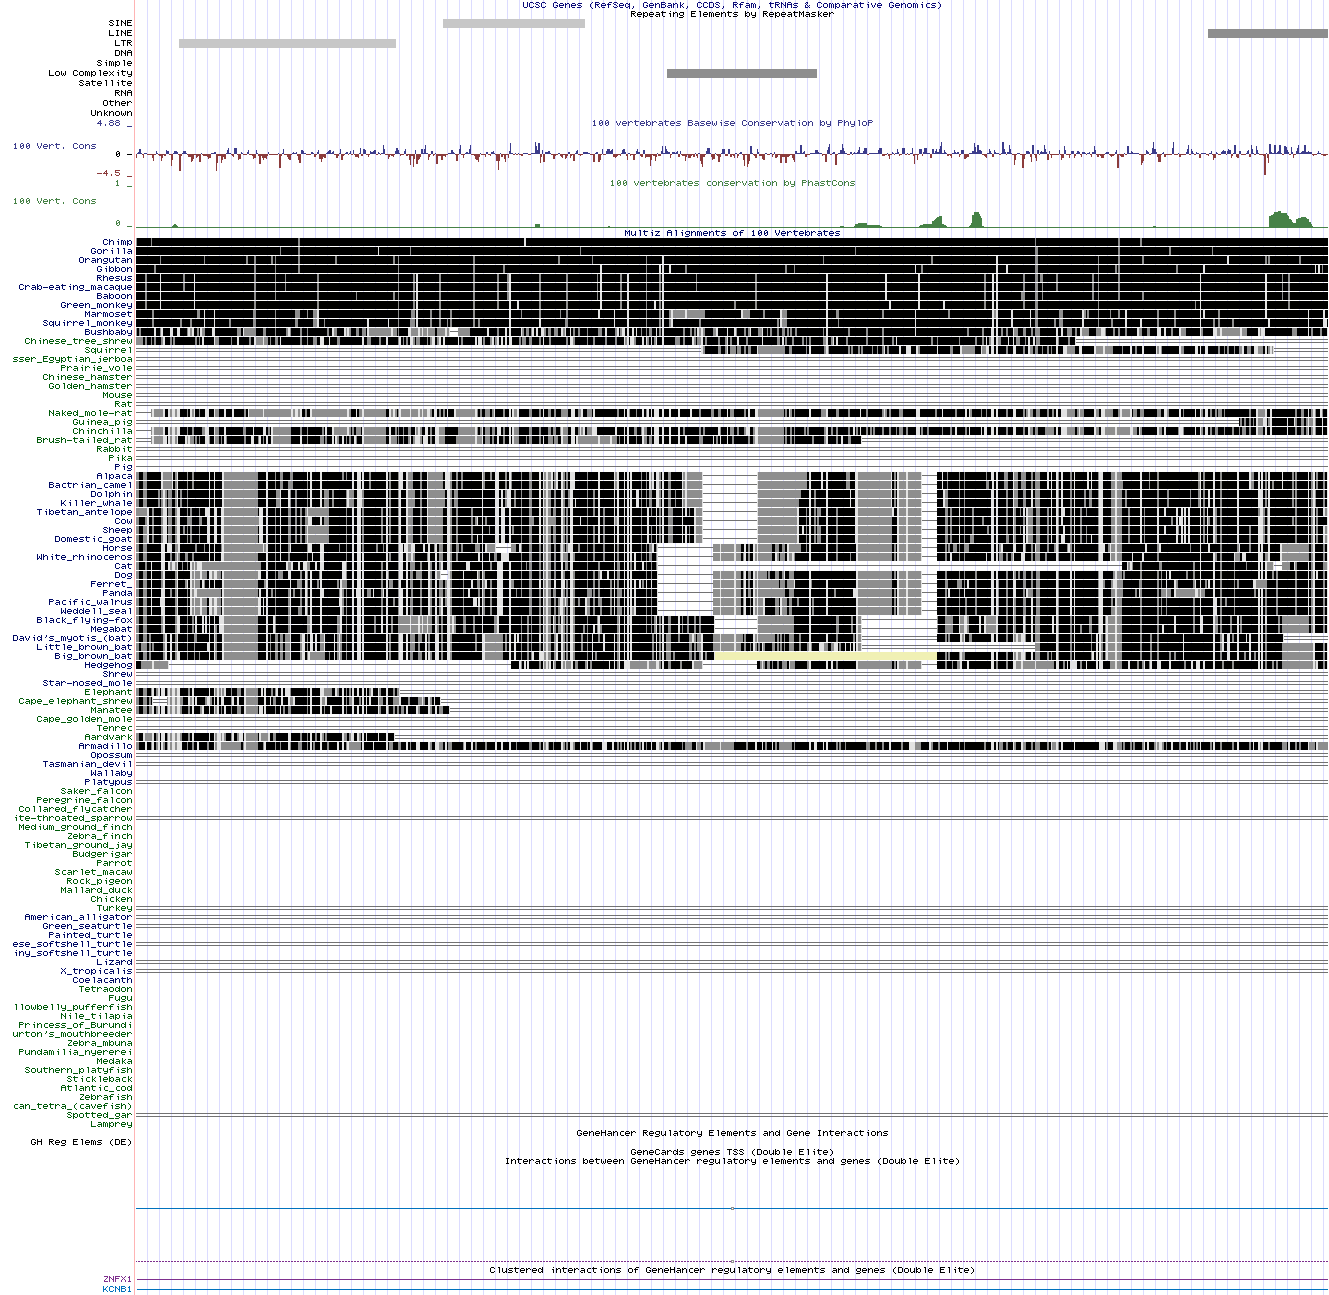 UCSC Genes (RefSeq, GenBank, CCDS, Rfam, tRNAs & Comparative Genomics)
Repeating Elements by RepeatMasker
SINE
LINE
LTR
DNA
Simple
Low Complexity
Satellite
RNA
Other
Unknown
4.88 _
100 vertebrates Basewise Conservation by PhyloP
100 Vert. Cons
0 _
-4.5 _
1 _
100 vertebrates conservation by PhastCons
100 Vert. Cons
0 _
Multiz Alignments of 100 Vertebrates
Chimp
Gorilla
Orangutan
Gibbon
Rhesus
Crab-eating_macaque
Baboon
Green_monkey
Marmoset
Squirrel_monkey
Bushbaby
Chinese_tree_shrew
Squirrel
sser_Egyptian_jerboa
Prairie_vole
Chinese_hamster
Golden_hamster
Mouse
Rat
Naked_mole-rat
Guinea_pig
Chinchilla
Brush-tailed_rat
Rabbit
Pika
Pig
Alpaca
Bactrian_camel
Dolphin
Killer_whale
Tibetan_antelope
Cow
Sheep
Domestic_goat
Horse
White_rhinoceros
Cat
Dog
Ferret_
Panda
Pacific_walrus
Weddell_seal
Black_flying-fox
Megabat
David's_myotis_(bat)
Little_brown_bat
Big_brown_bat
Hedgehog
Shrew
Star-nosed_mole
Elephant
Cape_elephant_shrew
Manatee
Cape_golden_mole
Tenrec
Aardvark
Armadillo
Opossum
Tasmanian_devil
Wallaby
Platypus
Saker_falcon
Peregrine_falcon
Collared_flycatcher
ite-throated_sparrow
Medium_ground_finch
Zebra_finch
Tibetan_ground_jay
Budgerigar
Parrot
Scarlet_macaw
Rock_pigeon
Mallard_duck
Chicken
Turkey
American_alligator
Green_seaturtle
Painted_turtle
ese_softshell_turtle
iny_softshell_turtle
Lizard
X_tropicalis
Coelacanth
Tetraodon
Fugu
llowbelly_pufferfish
Nile_tilapia
Princess_of_Burundi
urton's_mouthbreeder
Zebra_mbuna
Pundamilia_nyererei
Medaka
Southern_platyfish
Stickleback
Atlantic_cod
Zebrafish
can_tetra_(cavefish)
Spotted_gar
Lamprey
GeneHancer Regulatory Elements and Gene Interactions
GH Reg Elems (DE)
GeneCards genes TSS (Double Elite)
Interactions between GeneHancer regulatory elements and genes (Double Elite)
Clustered interactions of GeneHancer regulatory elements and genes (Double Elite)
ZNFX1
KCNB1